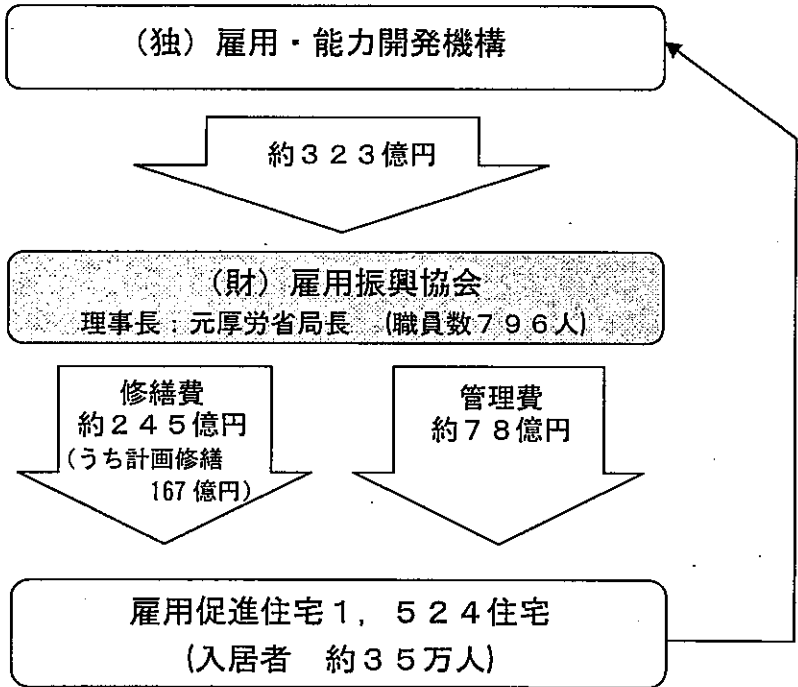 （独）雇用・能力開発機構
約３２３億円
（財）雇用振興協会
理事長：元厚労省局長　（職員数７９６人）
修繕費
約２４５億円
（うち計画修繕
167億円）
管理費
約７８億円
雇用促進住宅１，５２４住宅
（入居者　約３５万人）